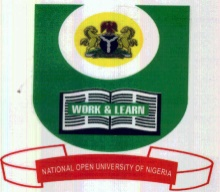 WORK & LEARN
NATIONAL OPEN UNIVERSITY OF NIGERIA